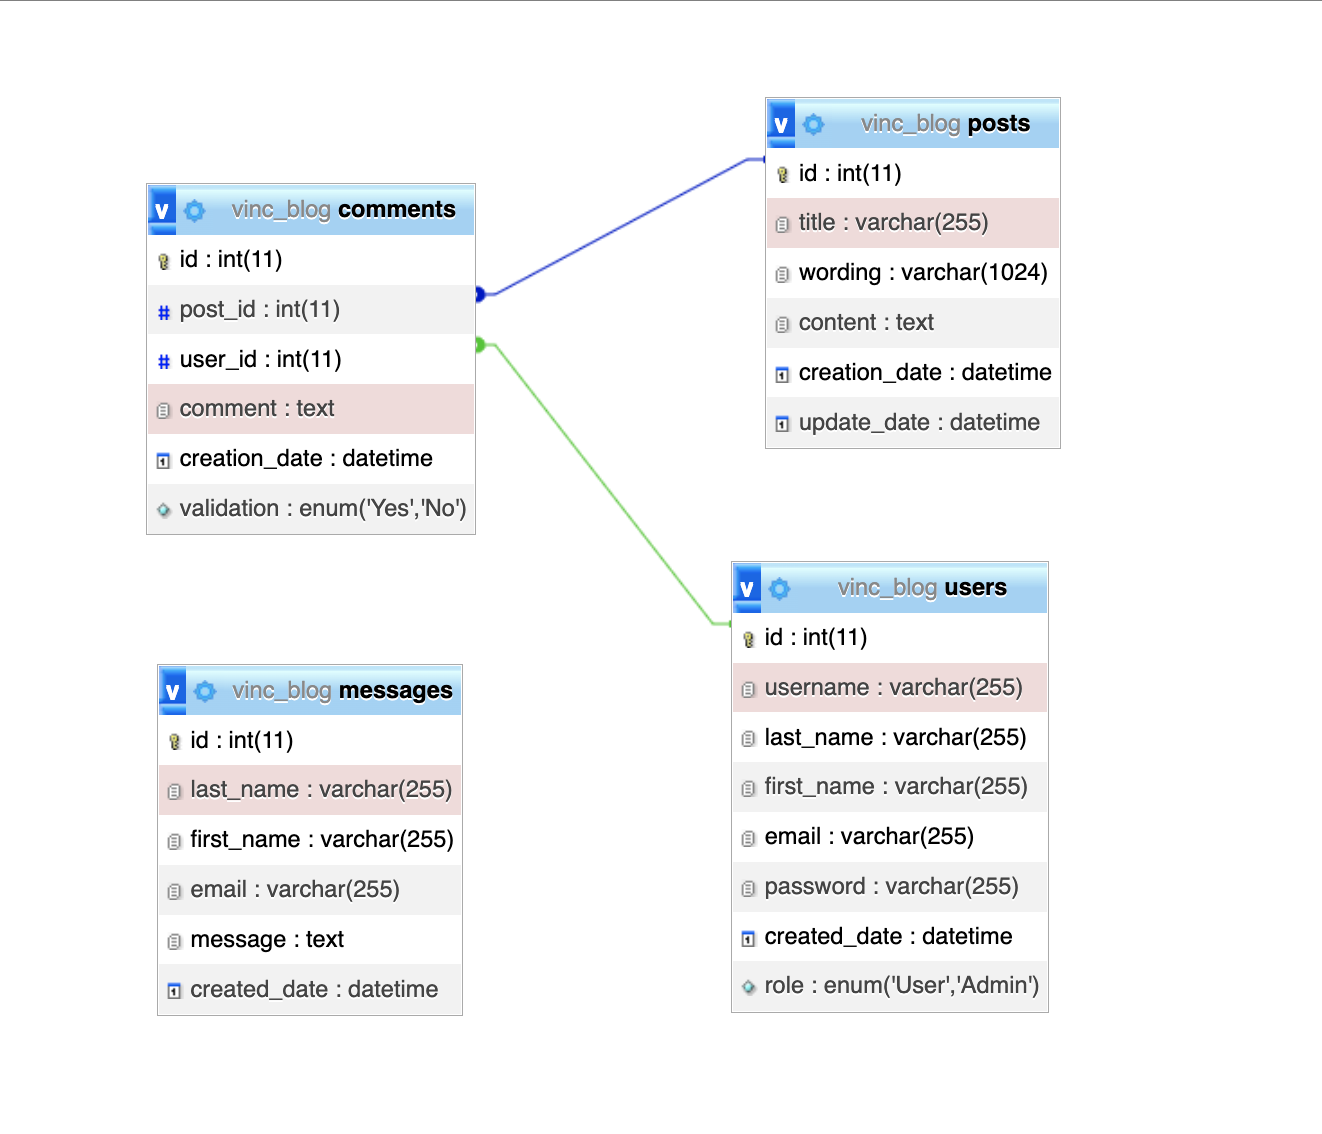 v vinc_blog comments
id : int(11)
# post_id : int(11)
# user_id : int(11)
comment : text
creation_date : datetime
validation : enum('Yes','No')
v vinc_blog posts
id : int(11)
title : varchar(255)
wording : varchar(1024)
content : text
creation_date : datetime
update_date : datetime
v vinc_blog messages
id : int(11)
last_name : varchar(255)
first_name : varchar(255)
email : varchar(255)
message : text
created_date : datetime
v vinc_blog users
id : int(11)
username : varchar(255)
last_name : varchar(255)
first_name : varchar(255)
email : varchar(255)
password : varchar(255)
created_date : datetime
role : enum('User','Admin')